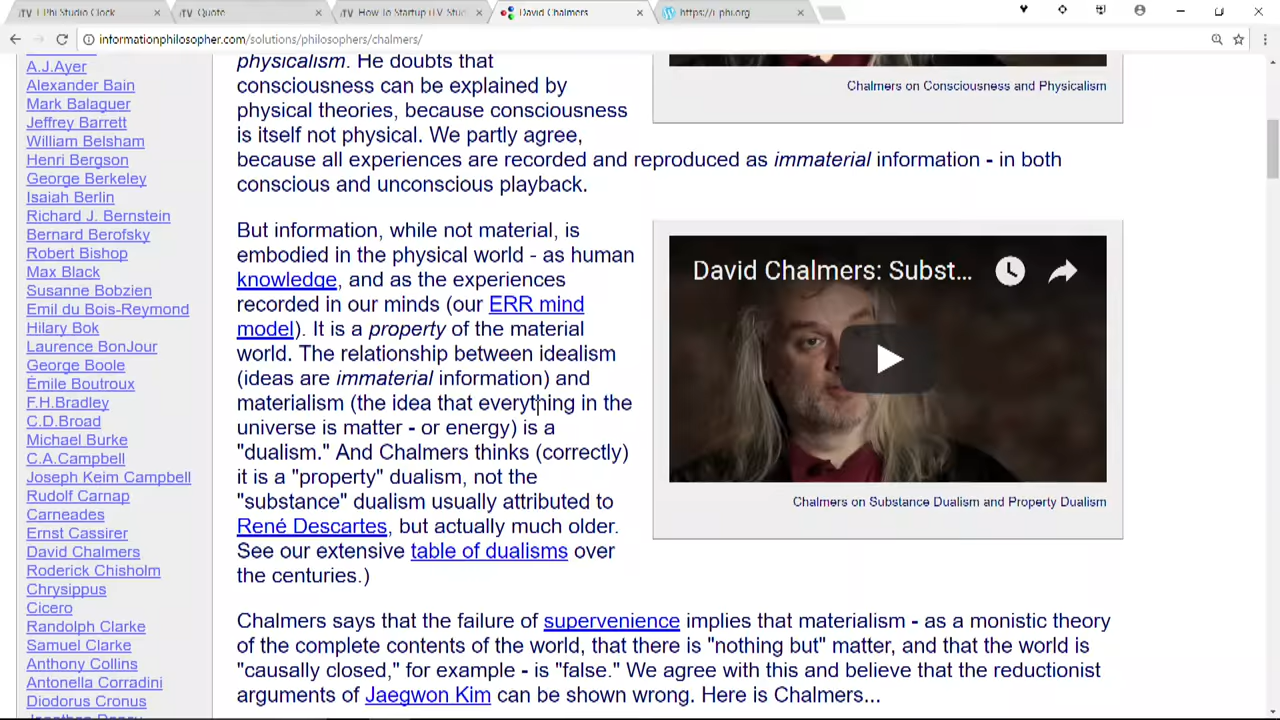 I Phi Studio Clock
Quote
How To Startup iTV Stud
David Chalmers
https://i-phi.org
informationphilosopher.com/solutions/philosophers/chalmers/
A.J.Ayer
Alexander Bain
Mark Balaguer
Jeffrey Barrett
William Belsham
Henri Bergson
George Berkeley
Isaiah Berlin
Richard J. Bernstein
Bernard Berofsky
Robert Bishop
Max Black
Susanne Bobzien
Emil du Bois-Reymond
Hilary Bok
Laurence BonJour
George Boole
Émile Boutroux
F.H.Bradley
C.D.Broad
Michael Burke
C.A.Campbell
Joseph Keim Campbell
Rudolf Carnap
Carneades
Ernst Cassirer
David Chalmers
Roderick Chisholm
Chrysippus
Cicero
Randolph Clarke
Samuel Clarke
Anthony Collins
Antonella Corradini
Diodorus Cronus
physicalism. He doubts that
consciousness can be explained by
physical theories, because consciousness
is itself not physical. We partly agree,
because all experiences are recorded and reproduced as immaterial information - in both
conscious and unconscious playback.
Chalmers on Consciousness and Physicalism
But information, while not material, is
embodied in the physical world - as human
knowledge, and as the experiences
recorded in our minds (our ERR mind
model). It is a property of the material
world. The relationship between idealism
(ideas are immaterial information) and
materialism (the idea that everything in the
universe is matter - or energy) is a
"dualism." And Chalmers thinks (correctly)
it is a "property" dualism, not the
"substance" dualism usually attributed to
René Descartes, but actually much older.
See our extensive table of dualisms over
the centuries.)
David Chalmers: Subst...
Chalmers on Substance Dualism and Property Dualism
Chalmers says that the failure of supervenience implies that materialism - as a monistic theory
of the complete contents of the world, that there is "nothing but" matter, and that the world is
"causally closed," for example - is "false." We agree with this and believe that the reductionist
arguments of Jaegwon Kim can be shown wrong. Here is Chalmers...